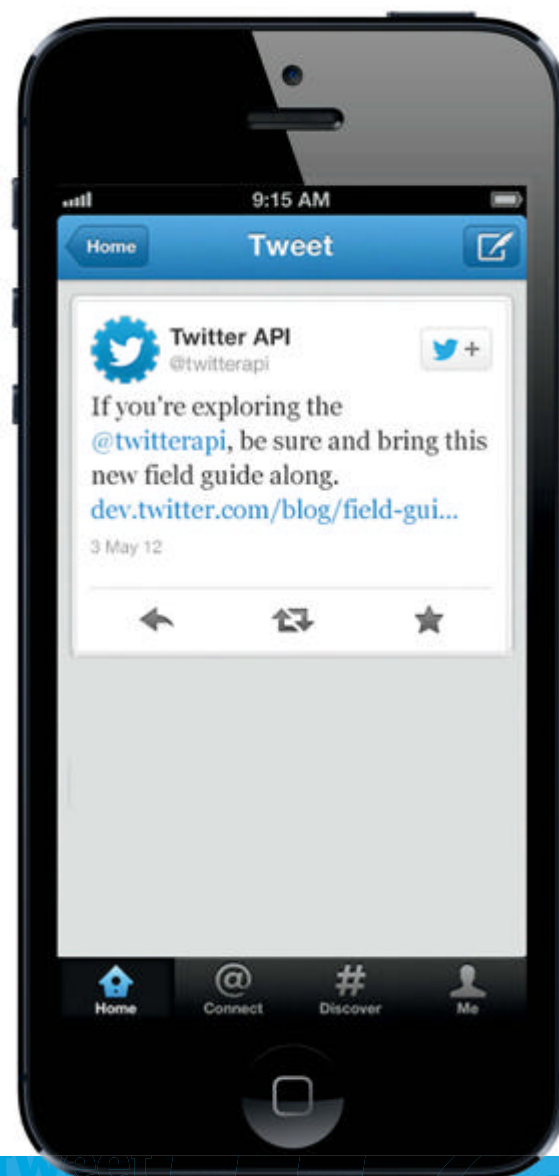 9:15 AM
Home
Tweet
Twitter API
@twitterapi
+
If you're exploring the
@twitterapi, be sure and bring this
new field guide along.
dev.twitter.com/blog/field-gui...
3 May 12
Home
@ Connect
# Discover
Me